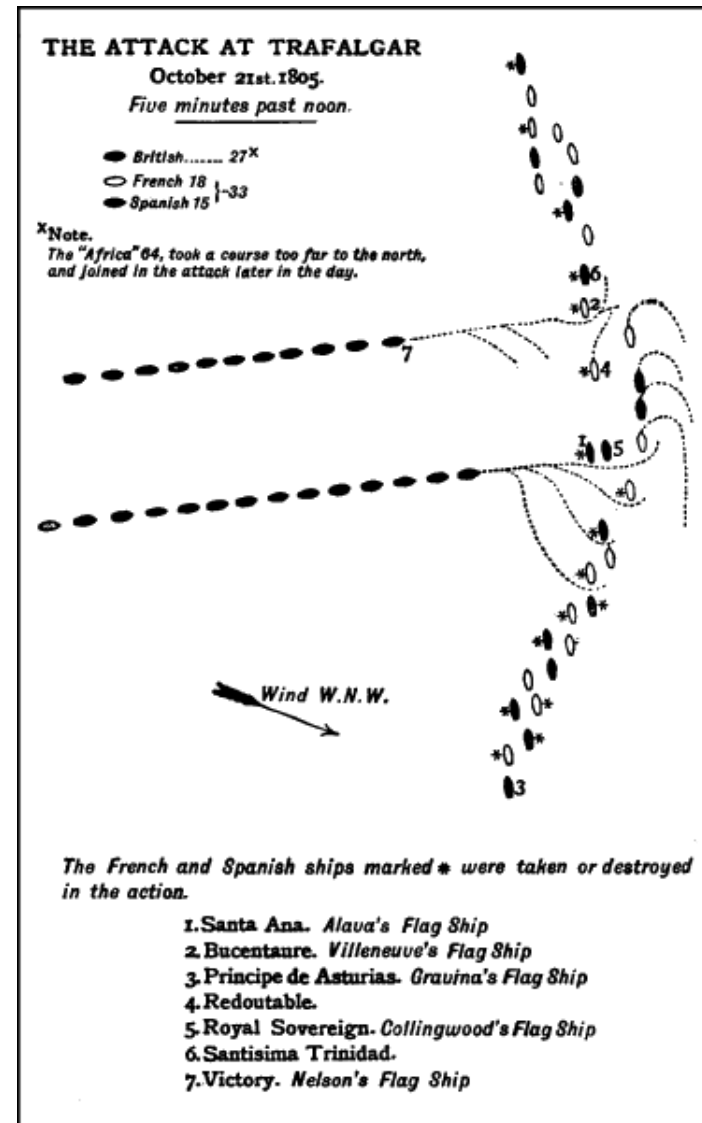 THE ATTACK AT TRAFALGAR
October 21st. 1805.
Five minutes past noon.
British....... 27x
French 18
Spanish 15 } -33
xNote.
The "Africa" 64, took a course too far to the north,
and joined in the attack later in the day.
*
*
*
*6
*2
7
*4
1
*
5
*
*
*
*
*
*
Wind W.N.W.
*
*
*
*
3
The French and Spanish ships marked * were taken or destroyed
in the action.
1. Santa Ana. Alava's Flag Ship
2. Bucentaure. Villeneuve's Flag Ship
3. Principe de Asturias. Gravina's Flag Ship
4. Redoutable.
5. Royal Sovereign. Collingwood's Flag Ship
6. Santisima Trinidad.
7. Victory. Nelson's Flag Ship